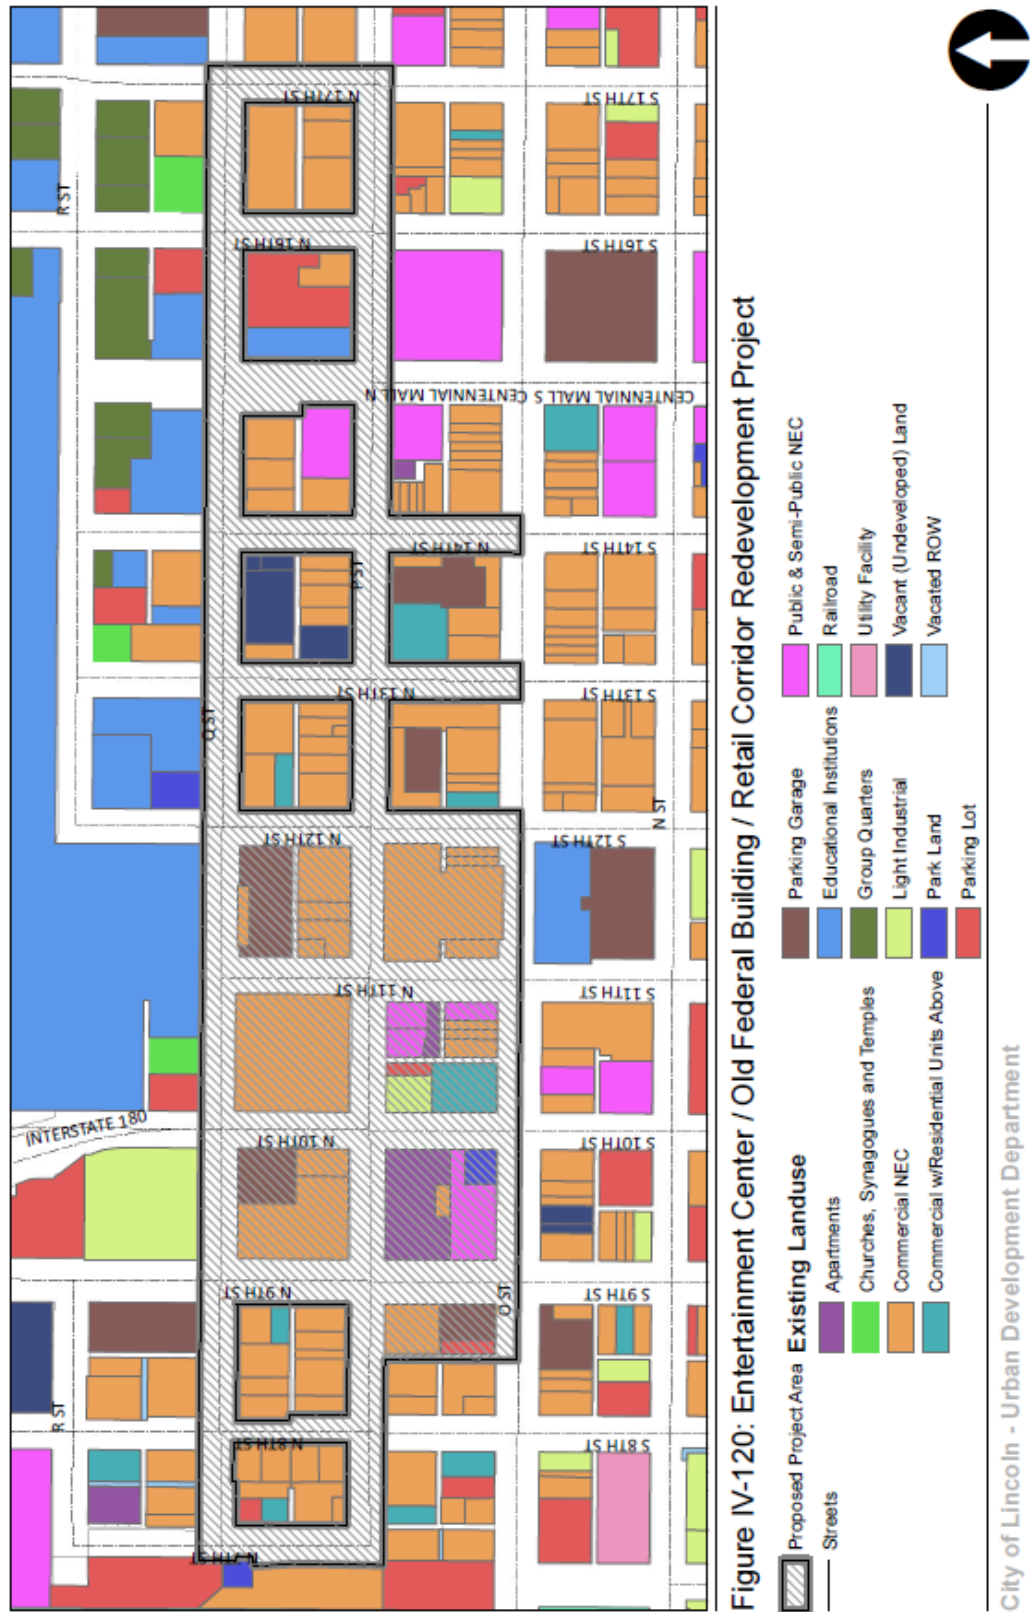 R ST
R ST
INTERSTATE 180
Q ST
N 7TH ST
N 8TH ST
N 9TH ST
N 10TH ST
N 11TH ST
N 12TH ST
N 13TH ST
N 14TH ST
CENTENNIAL MALL N
N 16TH ST
N 17TH ST
P ST
O ST
S 8TH ST
S 9TH ST
S 10TH ST
S 11TH ST
S 12TH ST
S 13TH ST
S 14TH ST
CENTENNIAL MALL S
S 16TH ST
S 17TH ST
N ST
Figure IV-120: Entertainment Center / Old Federal Building / Retail Corridor Redevelopment Project
Proposed Project Area
Streets
Existing Landuse
Apartments
Churches, Synagogues and Temples
Commercial NEC
Commercial w/Residential Units Above
Parking Garage
Educational Institutions
Group Quarters
Light Industrial
Park Land
Parking Lot
Public & Semi-Public NEC
Railroad
Utility Facility
Vacant (Undeveloped) Land
Vacated ROW
City of Lincoln - Urban Development Department